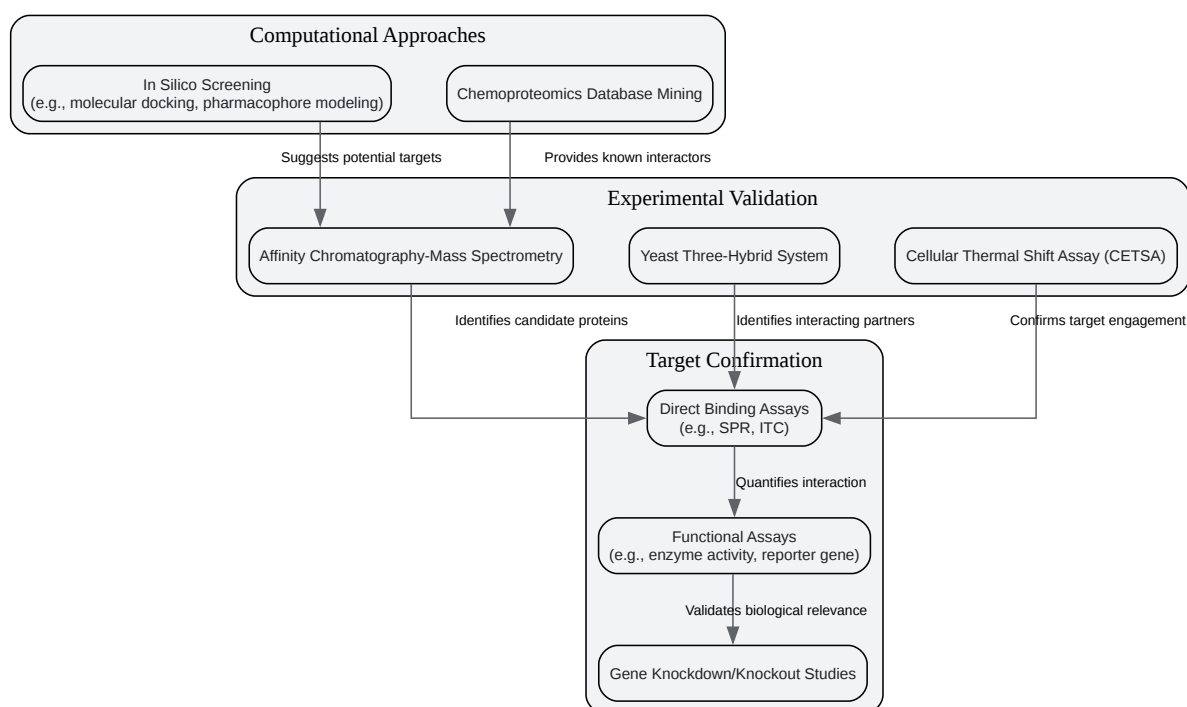 Computational Approaches
In Silico Screening
(e.g., molecular docking, pharmacophore modeling)
Chemoproteomics Database Mining
Suggests potential targets
Provides known interactors
Experimental Validation
Affinity Chromatography-Mass Spectrometry
Yeast Three-Hybrid System
Cellular Thermal Shift Assay (CETSA)
Identifies candidate proteins
Identifies interacting partners
Confirms target engagement
Target Confirmation
Direct Binding Assays
(e.g., SPR, ITC)
Quantifies interaction
Functional Assays
(e.g., enzyme activity, reporter gene)
Validates biological relevance
Gene Knockdown/Knockout Studies